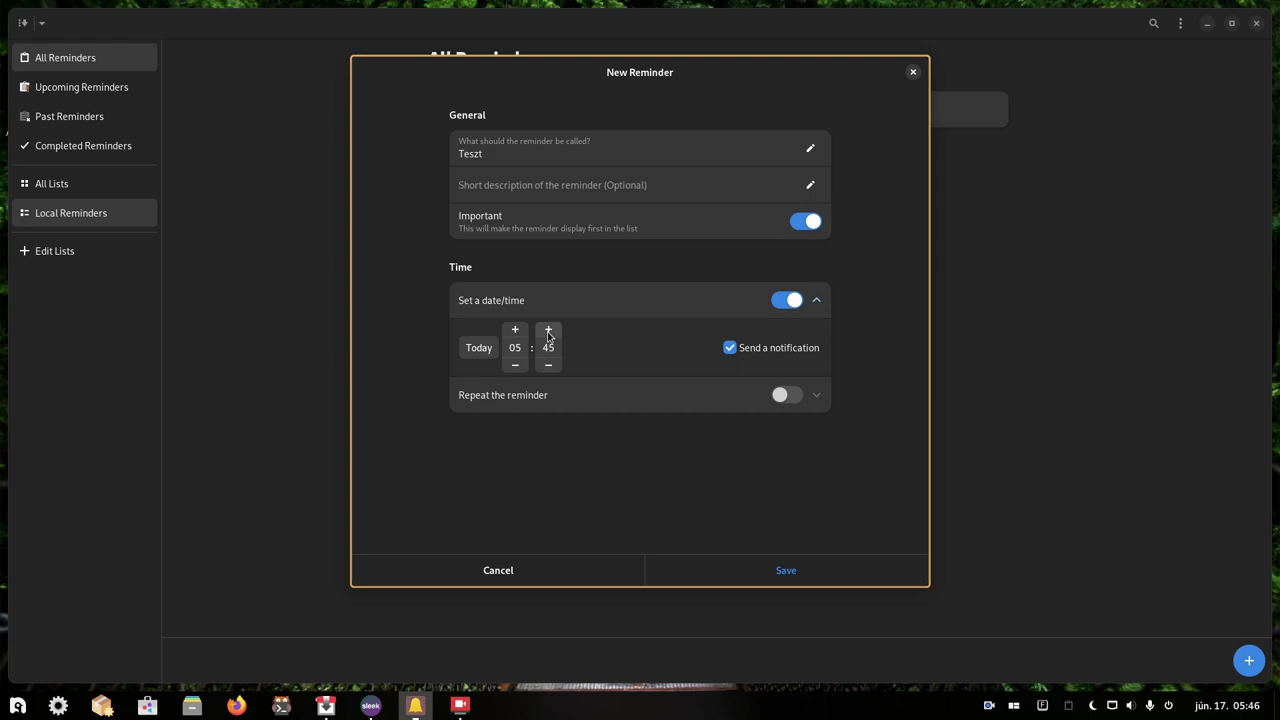 All Reminders
Upcoming Reminders
Past Reminders
Completed Reminders
All Lists
Local Reminders
Edit Lists
New Reminder
General
What should the reminder be called?
Teszt
Short description of the reminder (Optional)
Important
This will make the reminder display first in the list
Time
Set a date/time
Today
+ +
05 : 45
− −
Send a notification
Repeat the reminder
Cancel
Save
+
sleek
jún. 17. 05:46